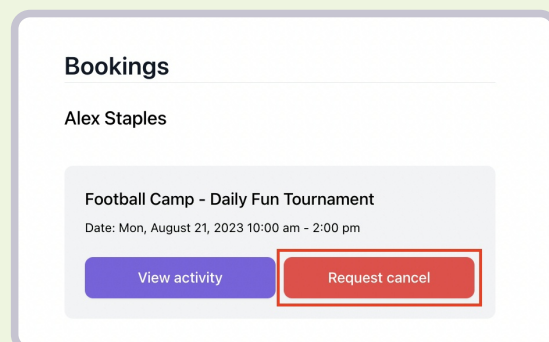 Bookings
Alex Staples
Football Camp - Daily Fun Tournament
Date: Mon, August 21, 2023 10:00 am - 2:00 pm
View activity
Request cancel